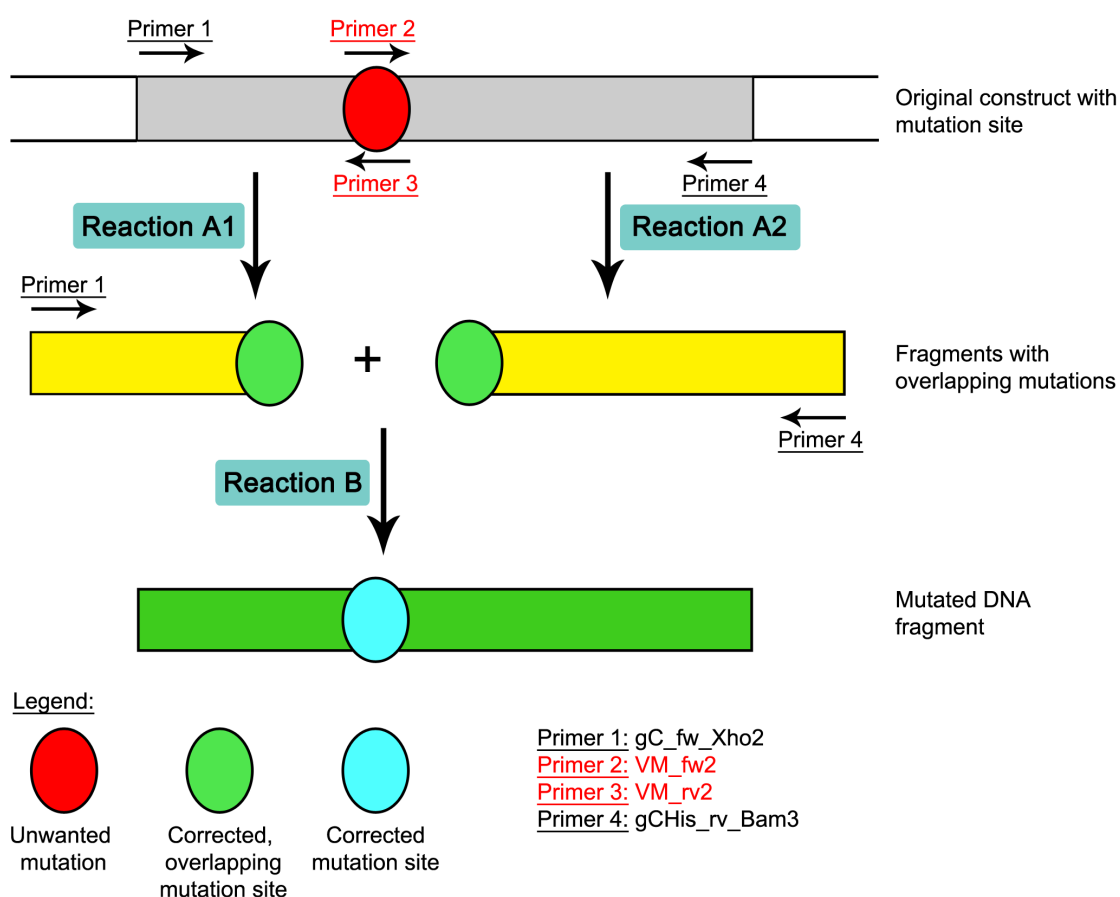 Primer 1
Primer 2
Original construct with
mutation site
Primer 3
Primer 4
Reaction A1
Reaction A2
Primer 1
Fragments with
overlapping mutations
+
Primer 4
Reaction B
Mutated DNA
fragment
Legend:
Unwanted
mutation
Corrected,
overlapping
mutation site
Corrected
mutation site
Primer 1: gC_fw_Xho2
Primer 2: VM_fw2
Primer 3: VM_rv2
Primer 4: gCHis_rv_Bam3